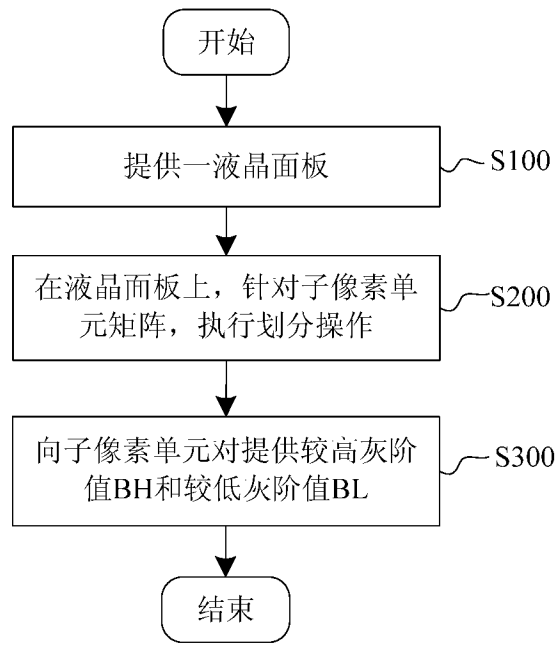 开始
提供一液晶面板
S100
在液晶面板上，针对子像素单
元矩阵，执行划分操作
S200
向子像素单元对提供较高灰阶
值BH和较低灰阶值BL
S300
结束